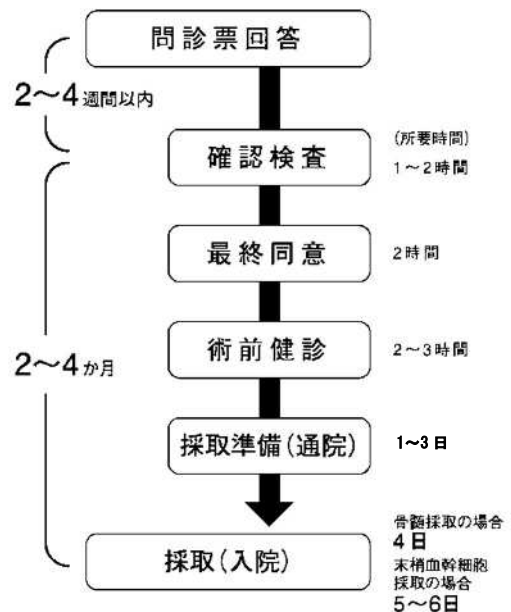 問診票回答
2～4週間以内
(所要時間)
確認検査
1～2時間
最終同意
2時間
術前健診
2～3時間
2～4か月
採取準備(通院)
1～3日
採取(入院)
骨髄採取の場合
4日
末梢血幹細胞
採取の場合
5～6日